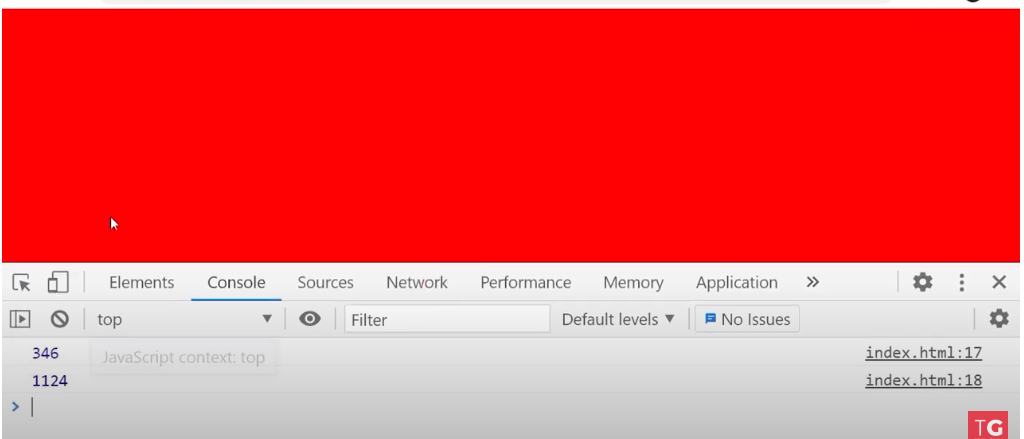 Elements Console Sources Network Performance Memory Application »
top Filter Default levels ▼ No Issues
346 index.html:17
JavaScript context: top
1124 index.html:18
>
TG